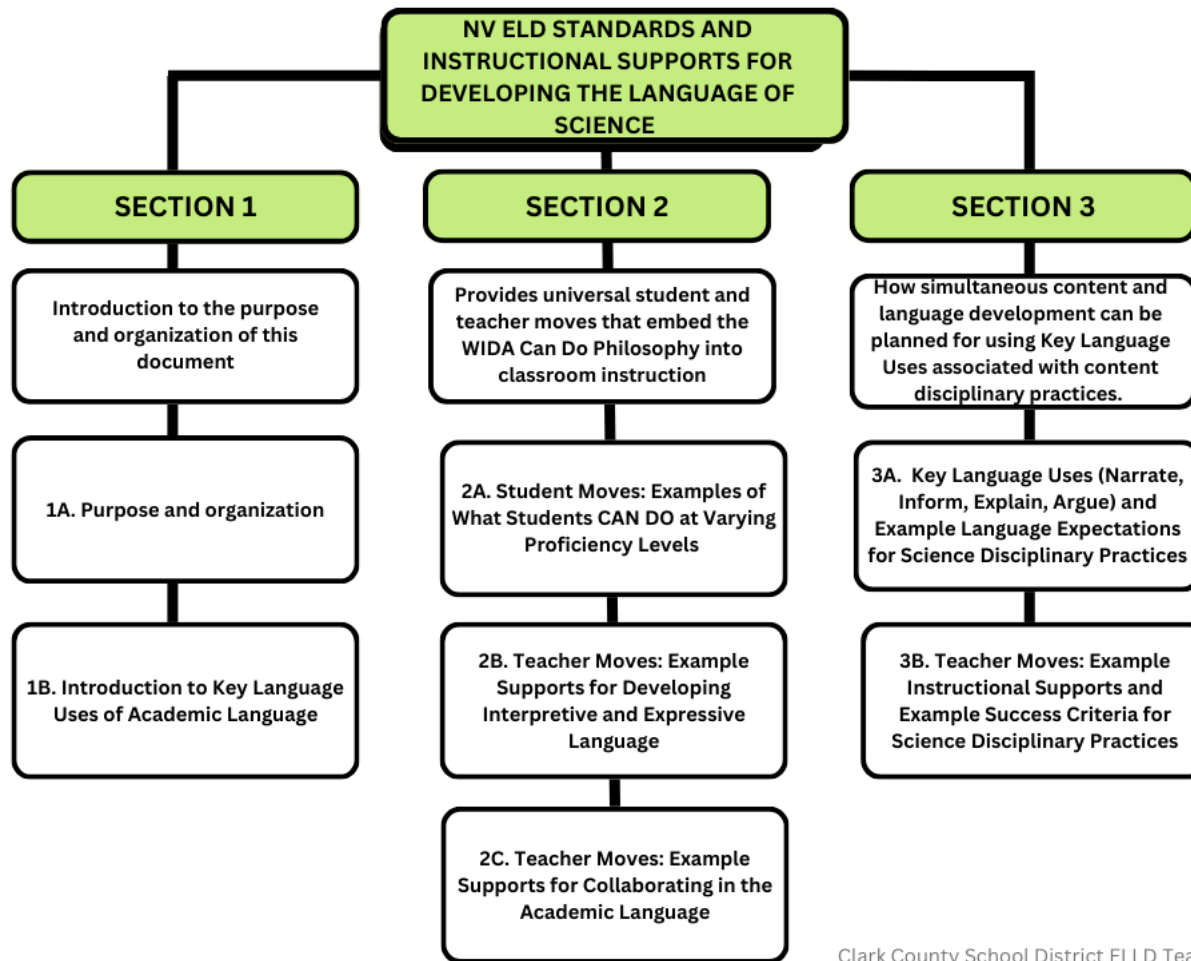 NV ELD STANDARDS AND
INSTRUCTIONAL SUPPORTS FOR
DEVELOPING THE LANGUAGE OF
SCIENCE
SECTION 1
Introduction to the purpose
and organization of this
document
1A. Purpose and organization
1B. Introduction to Key Language
Uses of Academic Language
SECTION 2
Provides universal student and
teacher moves that embed the
WIDA Can Do Philosophy into
classroom instruction
2A. Student Moves: Examples of
What Students CAN DO at Varying
Proficiency Levels
2B. Teacher Moves: Example
Supports for Developing
Interpretive and Expressive
Language
2C. Teacher Moves: Example
Supports for Collaborating in the
Academic Language
SECTION 3
How simultaneous content and
language development can be
planned for using Key Language
Uses associated with content
disciplinary practices.
3A. Key Language Uses (Narrate,
Inform, Explain, Argue) and
Example Language Expectations
for Science Disciplinary Practices
3B. Teacher Moves: Example
Instructional Supports and
Example Success Criteria for
Science Disciplinary Practices
Clark County School District ELLD